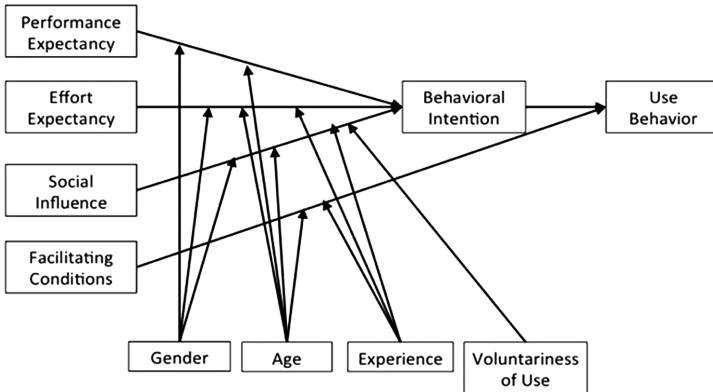 Performance
Expectancy
Effort
Expectancy
Behavioral
Intention
Use
Behavior
Social
Influence
Facilitating
Conditions
Gender
Age
Experience
Voluntariness
of Use